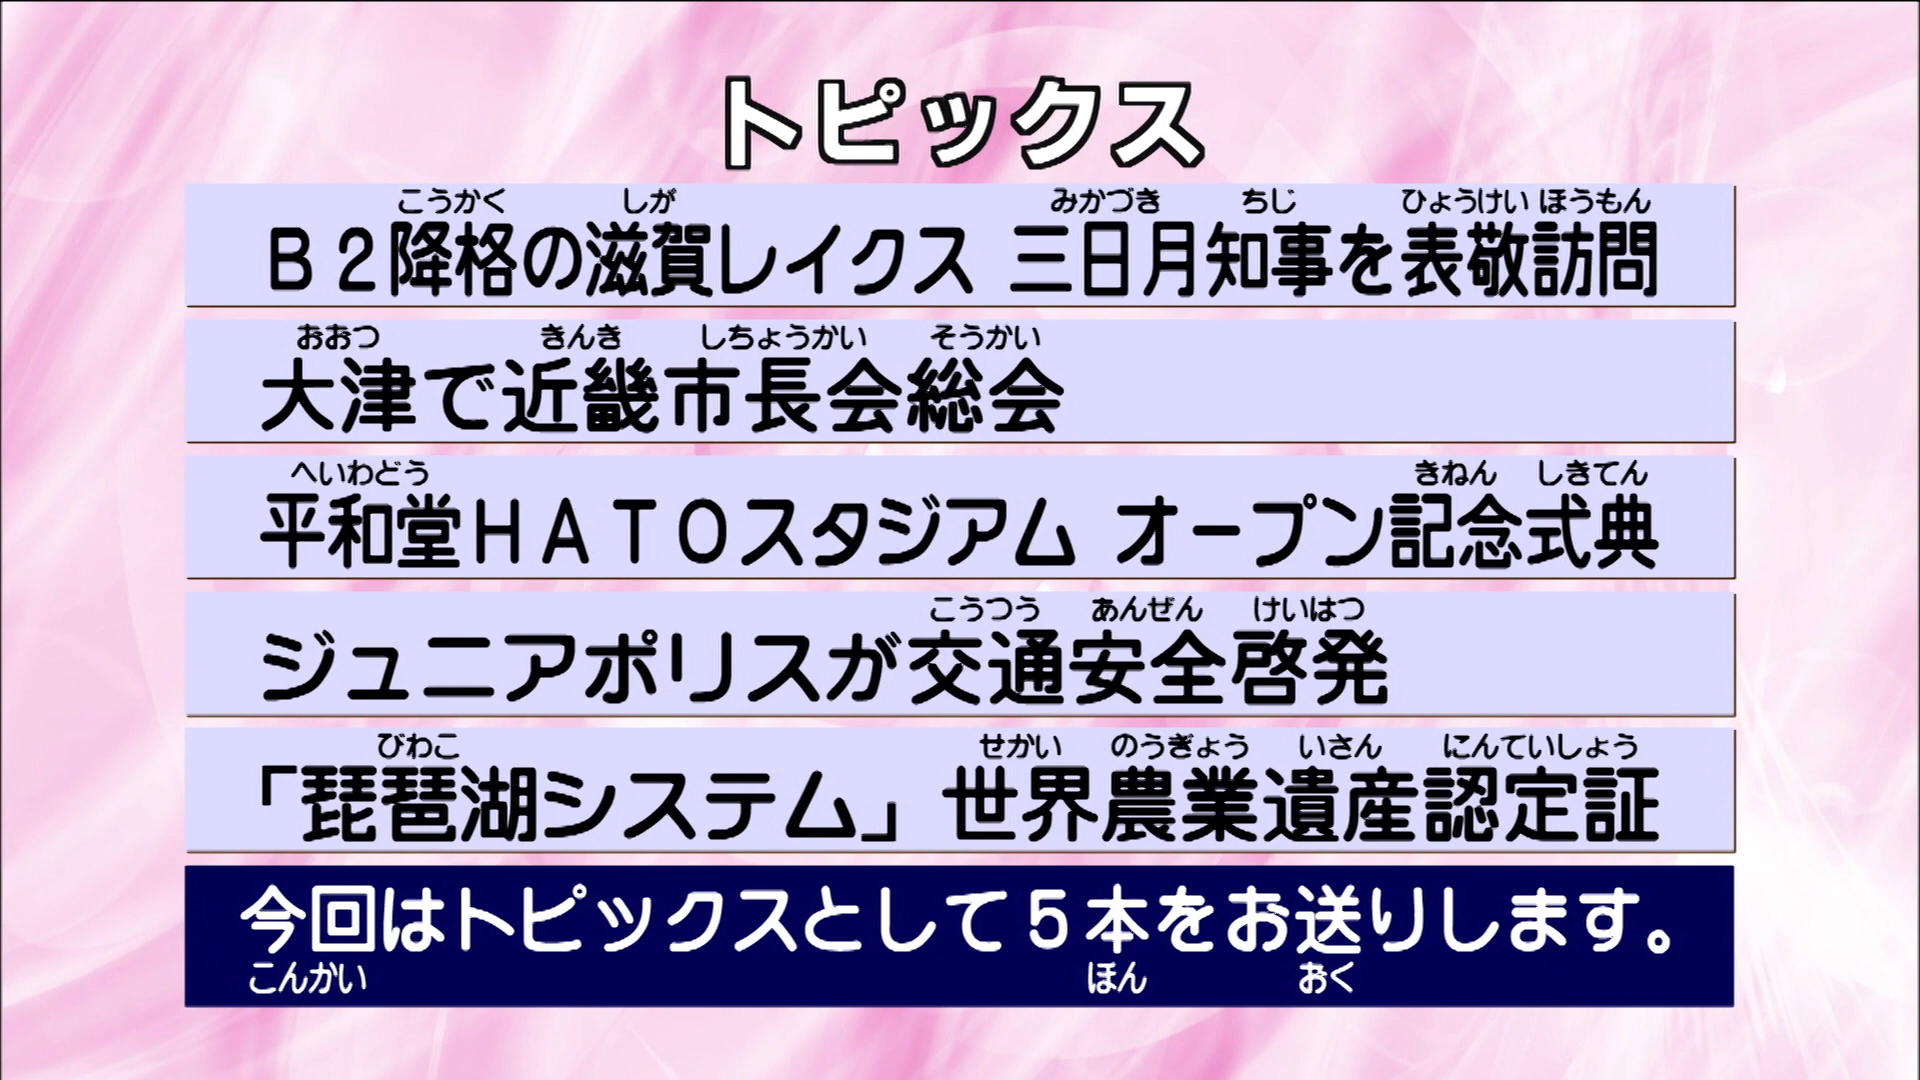 トピックス
こうかく しが みかづき ちじ ひょうけい ほうもん
Ｂ２降格の滋賀レイクス 三日月知事を表敬訪問
おおつ きんき しちょうかい そうかい
大津で近畿市長会総会
へいわどう きねん しきてん
平和堂ＨＡＴＯスタジアム オープン記念式典
こうつう あんぜん けいはつ
ジュニアポリスが交通安全啓発
びわこ せかい のうぎょう いさん にんていしょう
「琵琶湖システム」世界農業遺産認定証
今回はトピックスとして５本をお送りします。
こんかい ほん おく